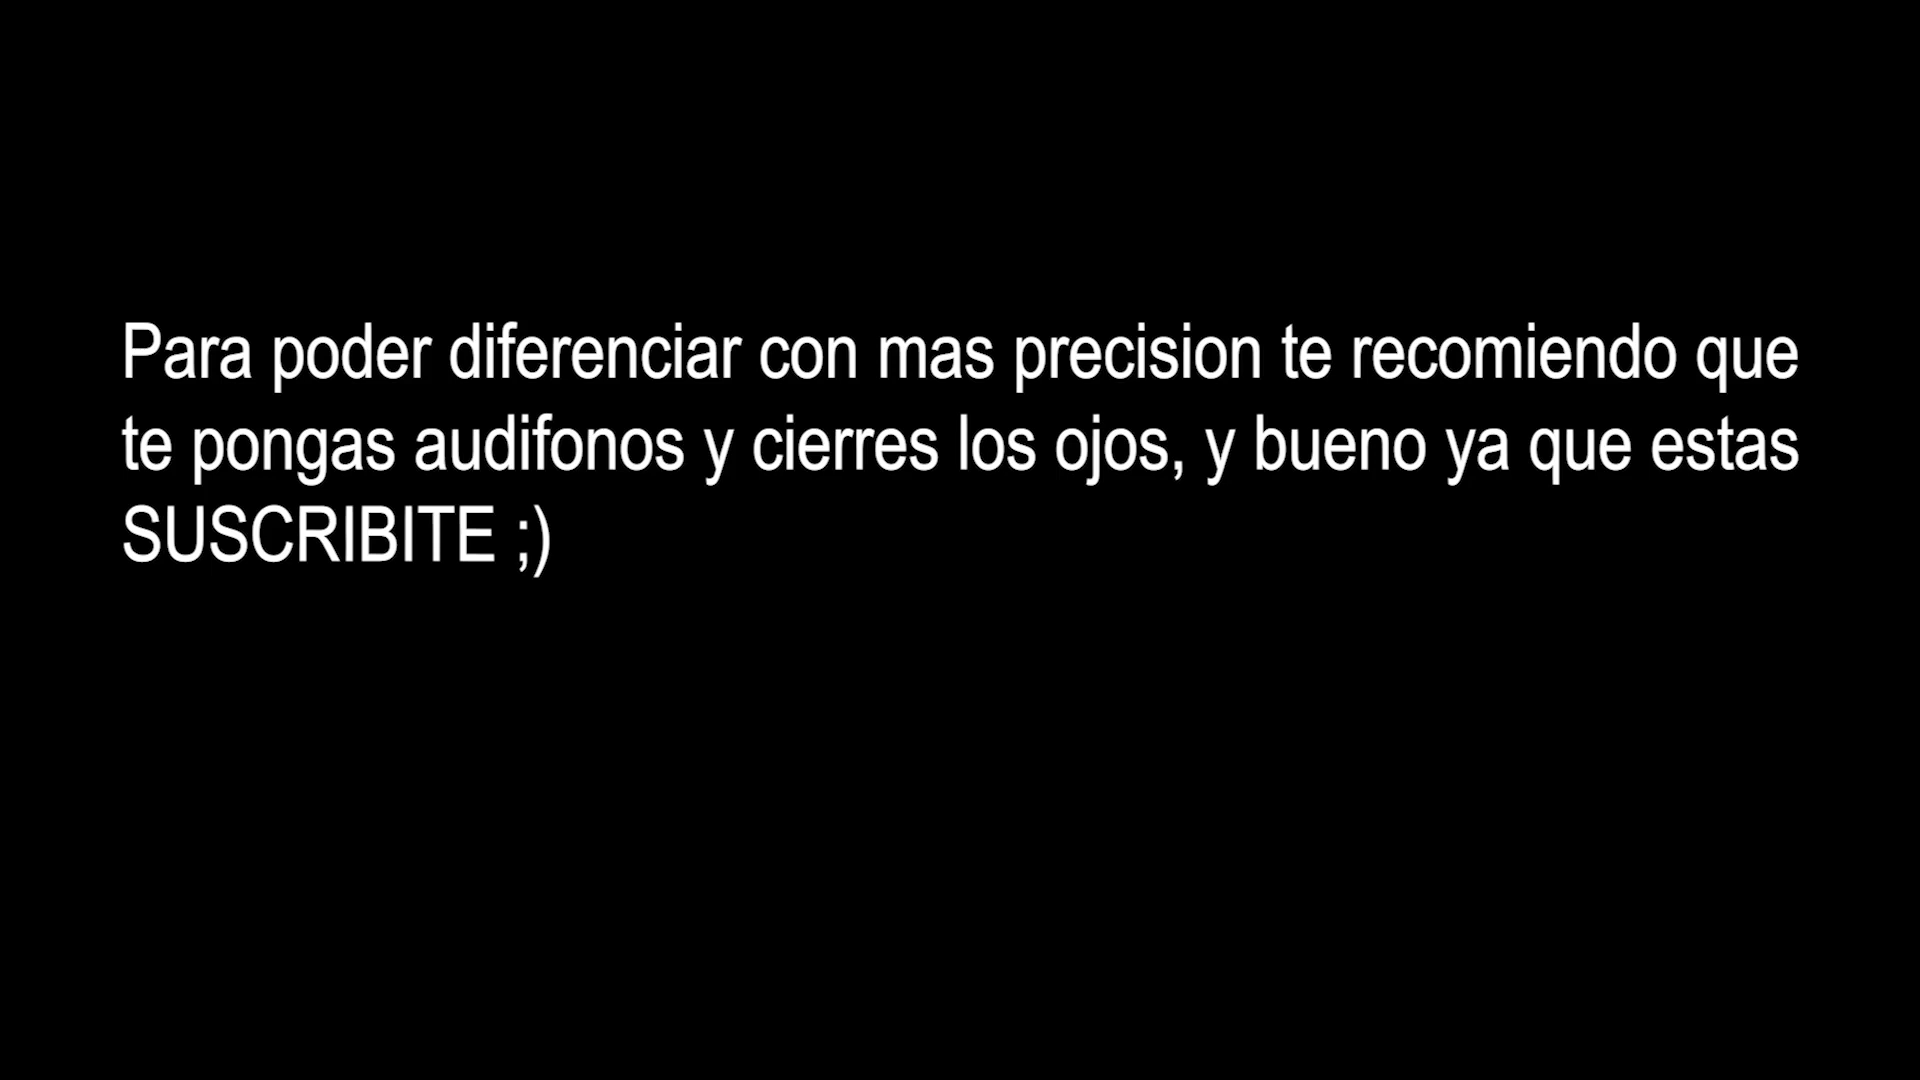 Para poder diferenciar con mas precision te recomiendo que
te pongas audifonos y cierres los ojos, y bueno ya que estas
SUSCRIBITE ;)